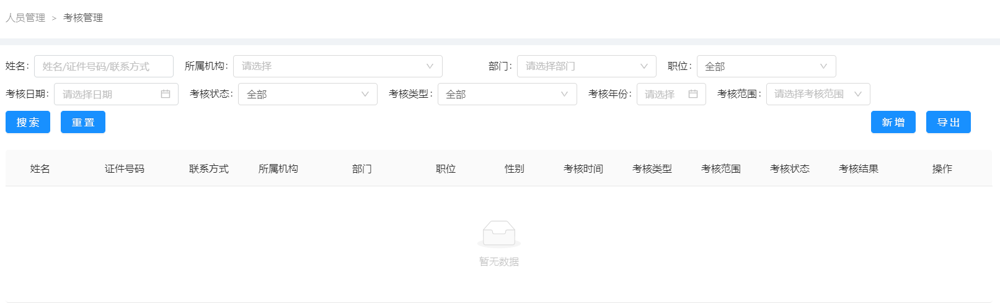 人员管理 > 考核管理
姓名: 姓名/证件号码/联系方式 所属机构: 请选择 部门: 请选择部门 职位: 全部
考核日期: 请选择日期 考核状态: 全部 考核类型: 全部 考核年份: 请选择 考核范围: 请选择考核范围
搜索 重置 新增 导出
姓名 证件号码 联系方式 所属机构 部门 职位 性别 考核时间 考核类型 考核范围 考核状态 考核结果 操作
暂无数据